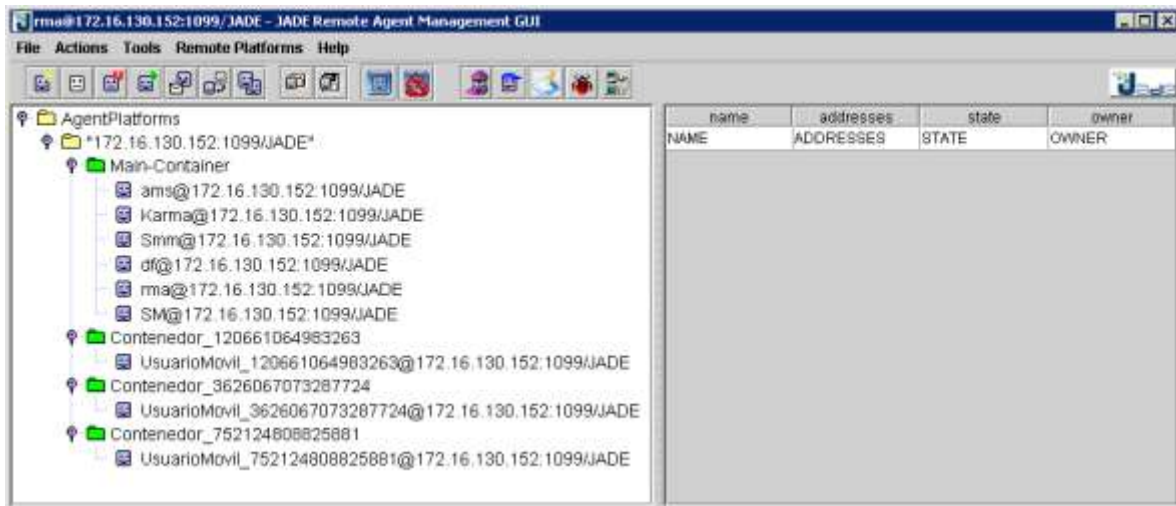 rma@172.16.130.152:1099/JADE - JADE Remote Agent Management GUI
File Actions Tools Remote Platforms Help
AgentPlatforms
"172.16.130.152:1099/JADE"
Main-Container
ams@172.16.130.152:1099/JADE
Karma@172.16.130.152:1099/JADE
Smm@172.16.130.152:1099/JADE
df@172.16.130.152:1099/JADE
rma@172.16.130.152:1099/JADE
SM@172.16.130.152:1099/JADE
Contenedor_120661064983263
UsuarioMovil_120661064983263@172.16.130.152:1099/JADE
Contenedor_3626067073287724
UsuarioMovil_3626067073287724@172.16.130.152:1099/JADE
Contenedor_752124808825881
UsuarioMovil_752124808825881@172.16.130.152:1099/JADE
name addresses state owner
NAME ADDRESSES STATE OWNER